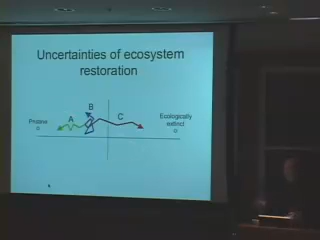 Uncertainties of ecosystem
restoration
B
A
C
Pristine
Ecologically
extinct